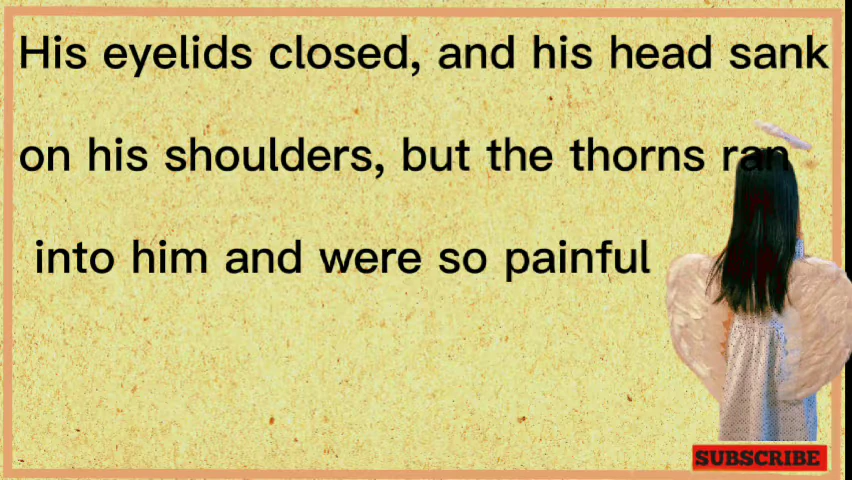 His eyelids closed, and his head sank
on his shoulders, but the thorns ran
into him and were so painful
SUBSCRIBE